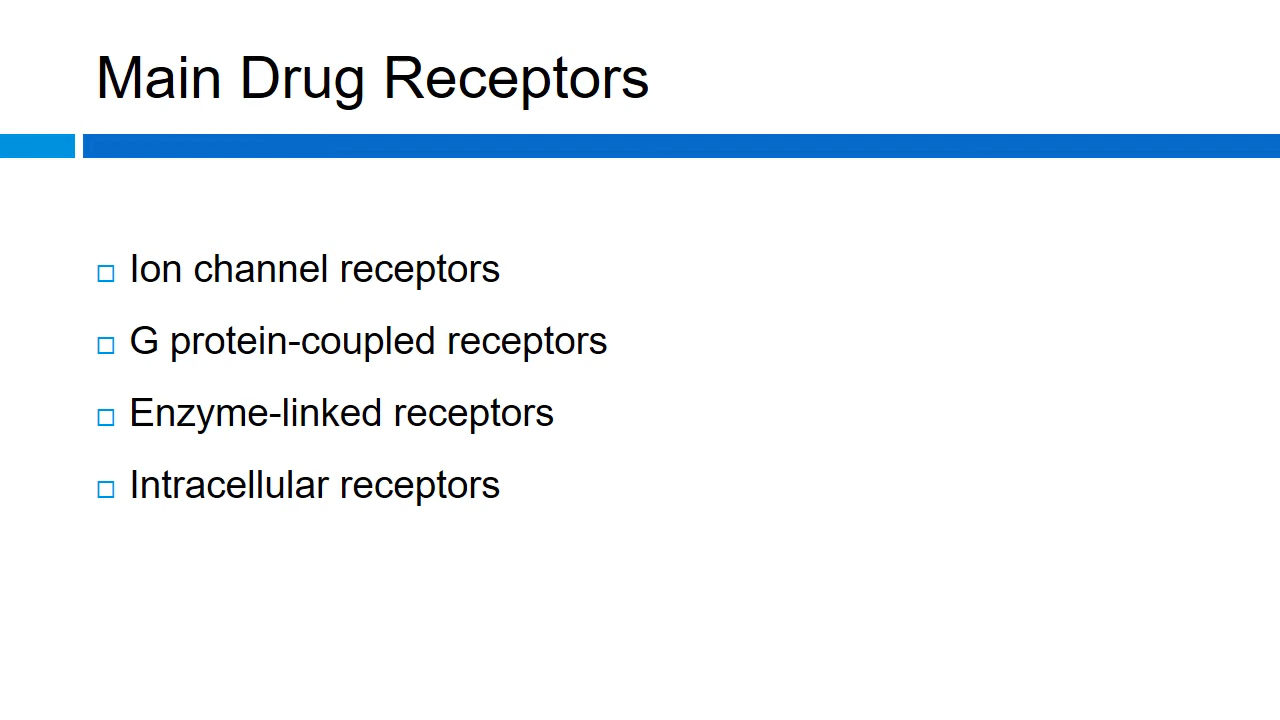 Main Drug Receptors
Ion channel receptors
G protein-coupled receptors
Enzyme-linked receptors
Intracellular receptors